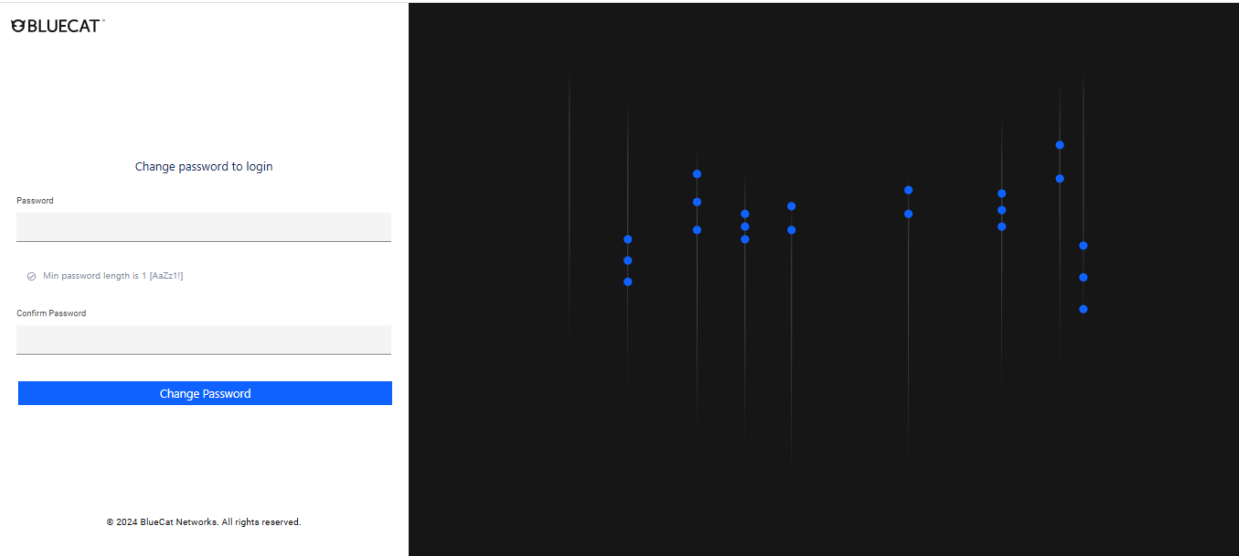 BLUECAT™
Change password to login
Password
Min password length is 1 [AaZz1!]
Confirm Password
Change Password
© 2024 BlueCat Networks. All rights reserved.